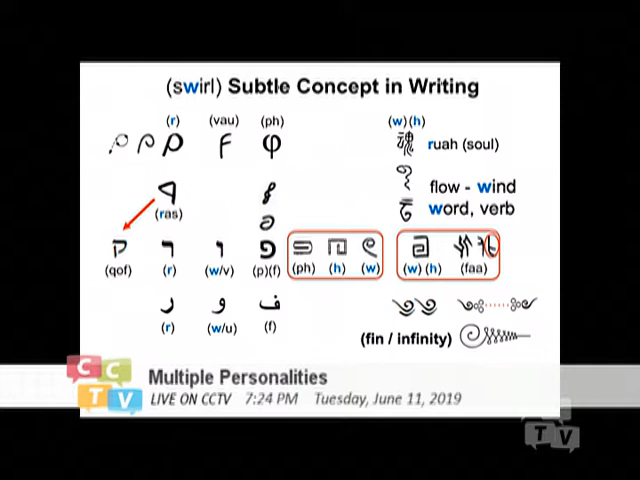 (swirl) Subtle Concept in Writing
(r) (vau) (ph) (w)(h)
ρ φ 魂 ruah (soul)
flow - wind
(ras) word, verb
ק ר ו פ
(qof) (r) (w/v) (p)(f) (ph) (h) (w) (w) (h) (faa)
ر و ف
(r) (w/u) (f) (fin / infinity)
CCTV
Multiple Personalities
LIVE ON CCTV 7:24 PM Tuesday, June 11, 2019
TV